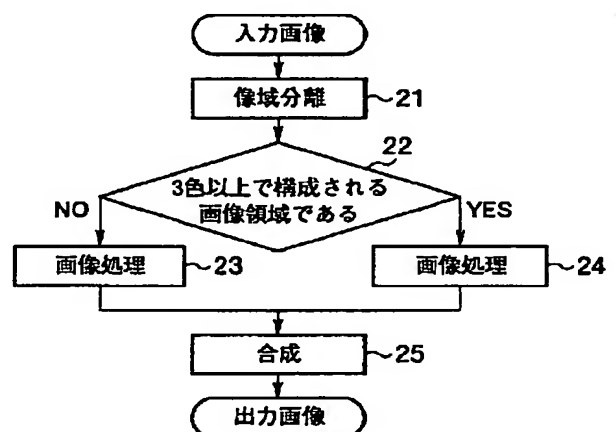 入力画像
像域分離
21
22
3色以上で構成される
画像領域である
NO
YES
画像処理
23
画像処理
24
合成
25
出力画像